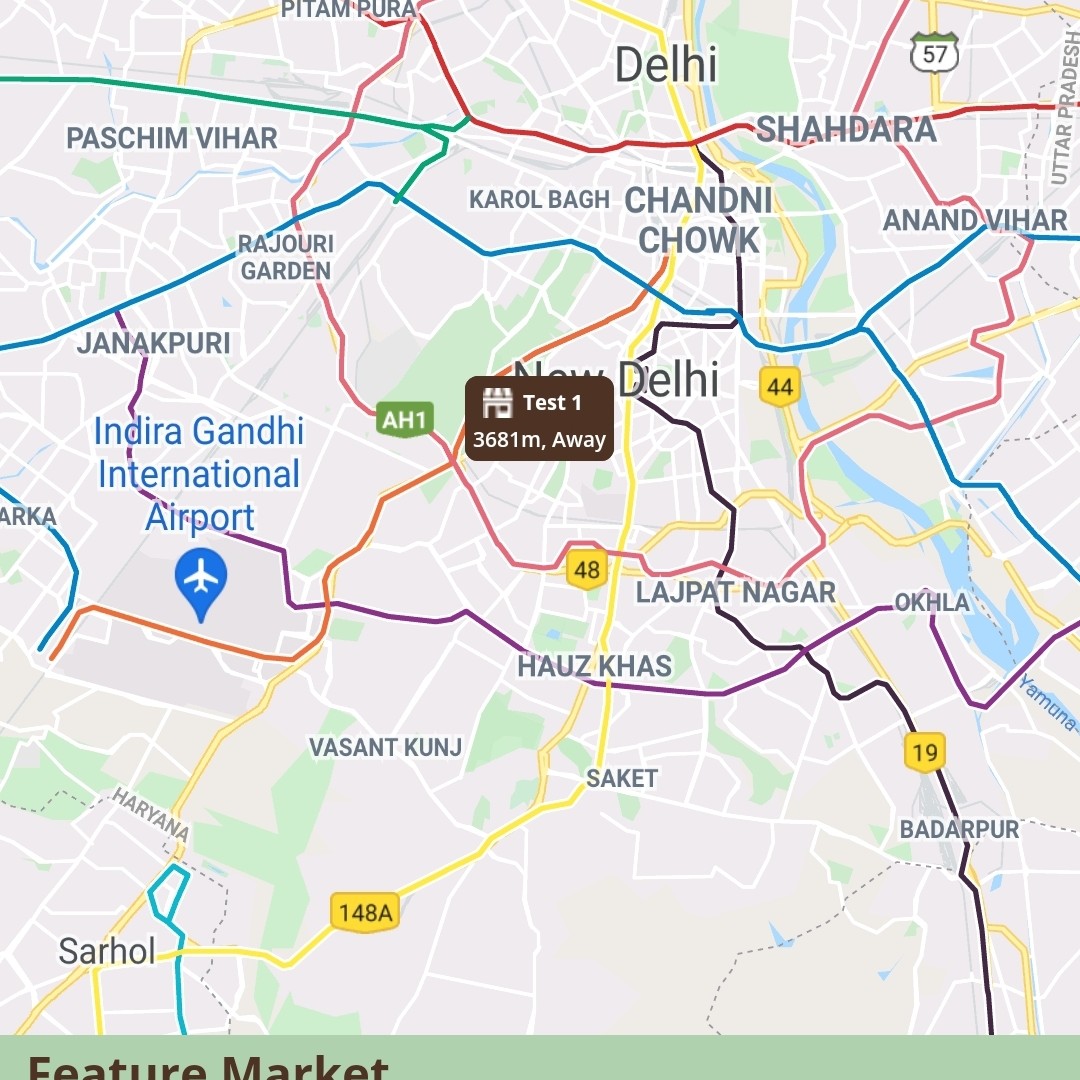 PITAM PURA
Delhi
57
UTTAR PRADESH
PASCHIM VIHAR
SHAHDARA
KAROL BAGH
CHANDNI
CHOWK
ANAND VIHAR
RAJOURI
GARDEN
JANAKPURI
New Delhi
44
AH1
Test 1
3681m, Away
Indira Gandhi
International
Airport
ARKA
48
LAJPAT NAGAR
OKHLA
HAUZ KHAS
Yamuna
VASANT KUNJ
19
SAKET
HARYANA
BADARPUR
148A
Sarhol
Feature Market